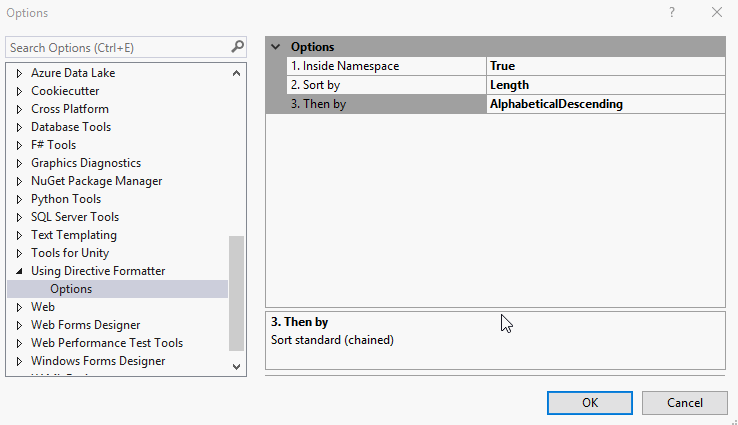 Options
?
Search Options (Ctrl+E)
Azure Data Lake
Cookiecutter
Cross Platform
Database Tools
F# Tools
Graphics Diagnostics
NuGet Package Manager
Python Tools
SQL Server Tools
Text Templating
Tools for Unity
Using Directive Formatter
Options
Web
Web Forms Designer
Web Performance Test Tools
Windows Forms Designer
Options
1. Inside Namespace True
2. Sort by Length
3. Then by AlphabeticalDescending
3. Then by
Sort standard (chained)
OK Cancel